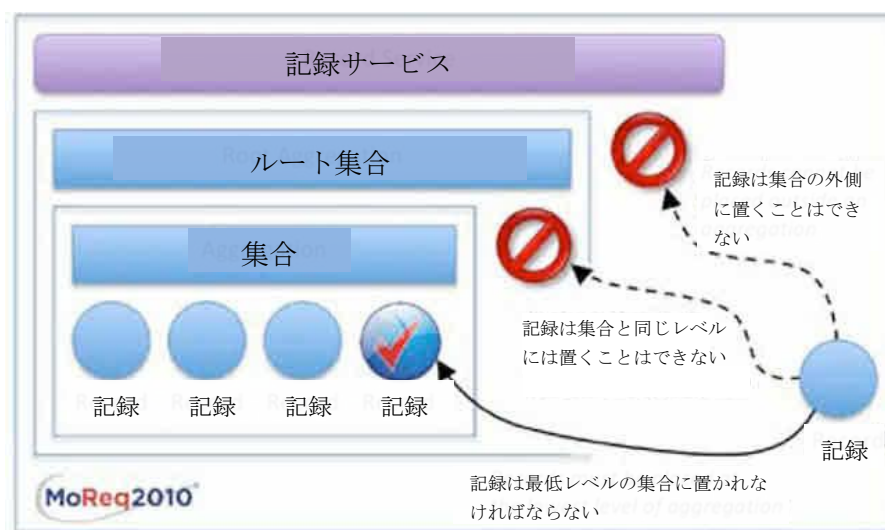 記録サービス
ルート集合
記録は集合の外側
に置くことはでき
ない
集合
記録は集合と同じレベル
には置くことはできない
記録 記録 記録 記録
記録
記録は最低レベルの集合に置かれな
ければならない
MoReq2010